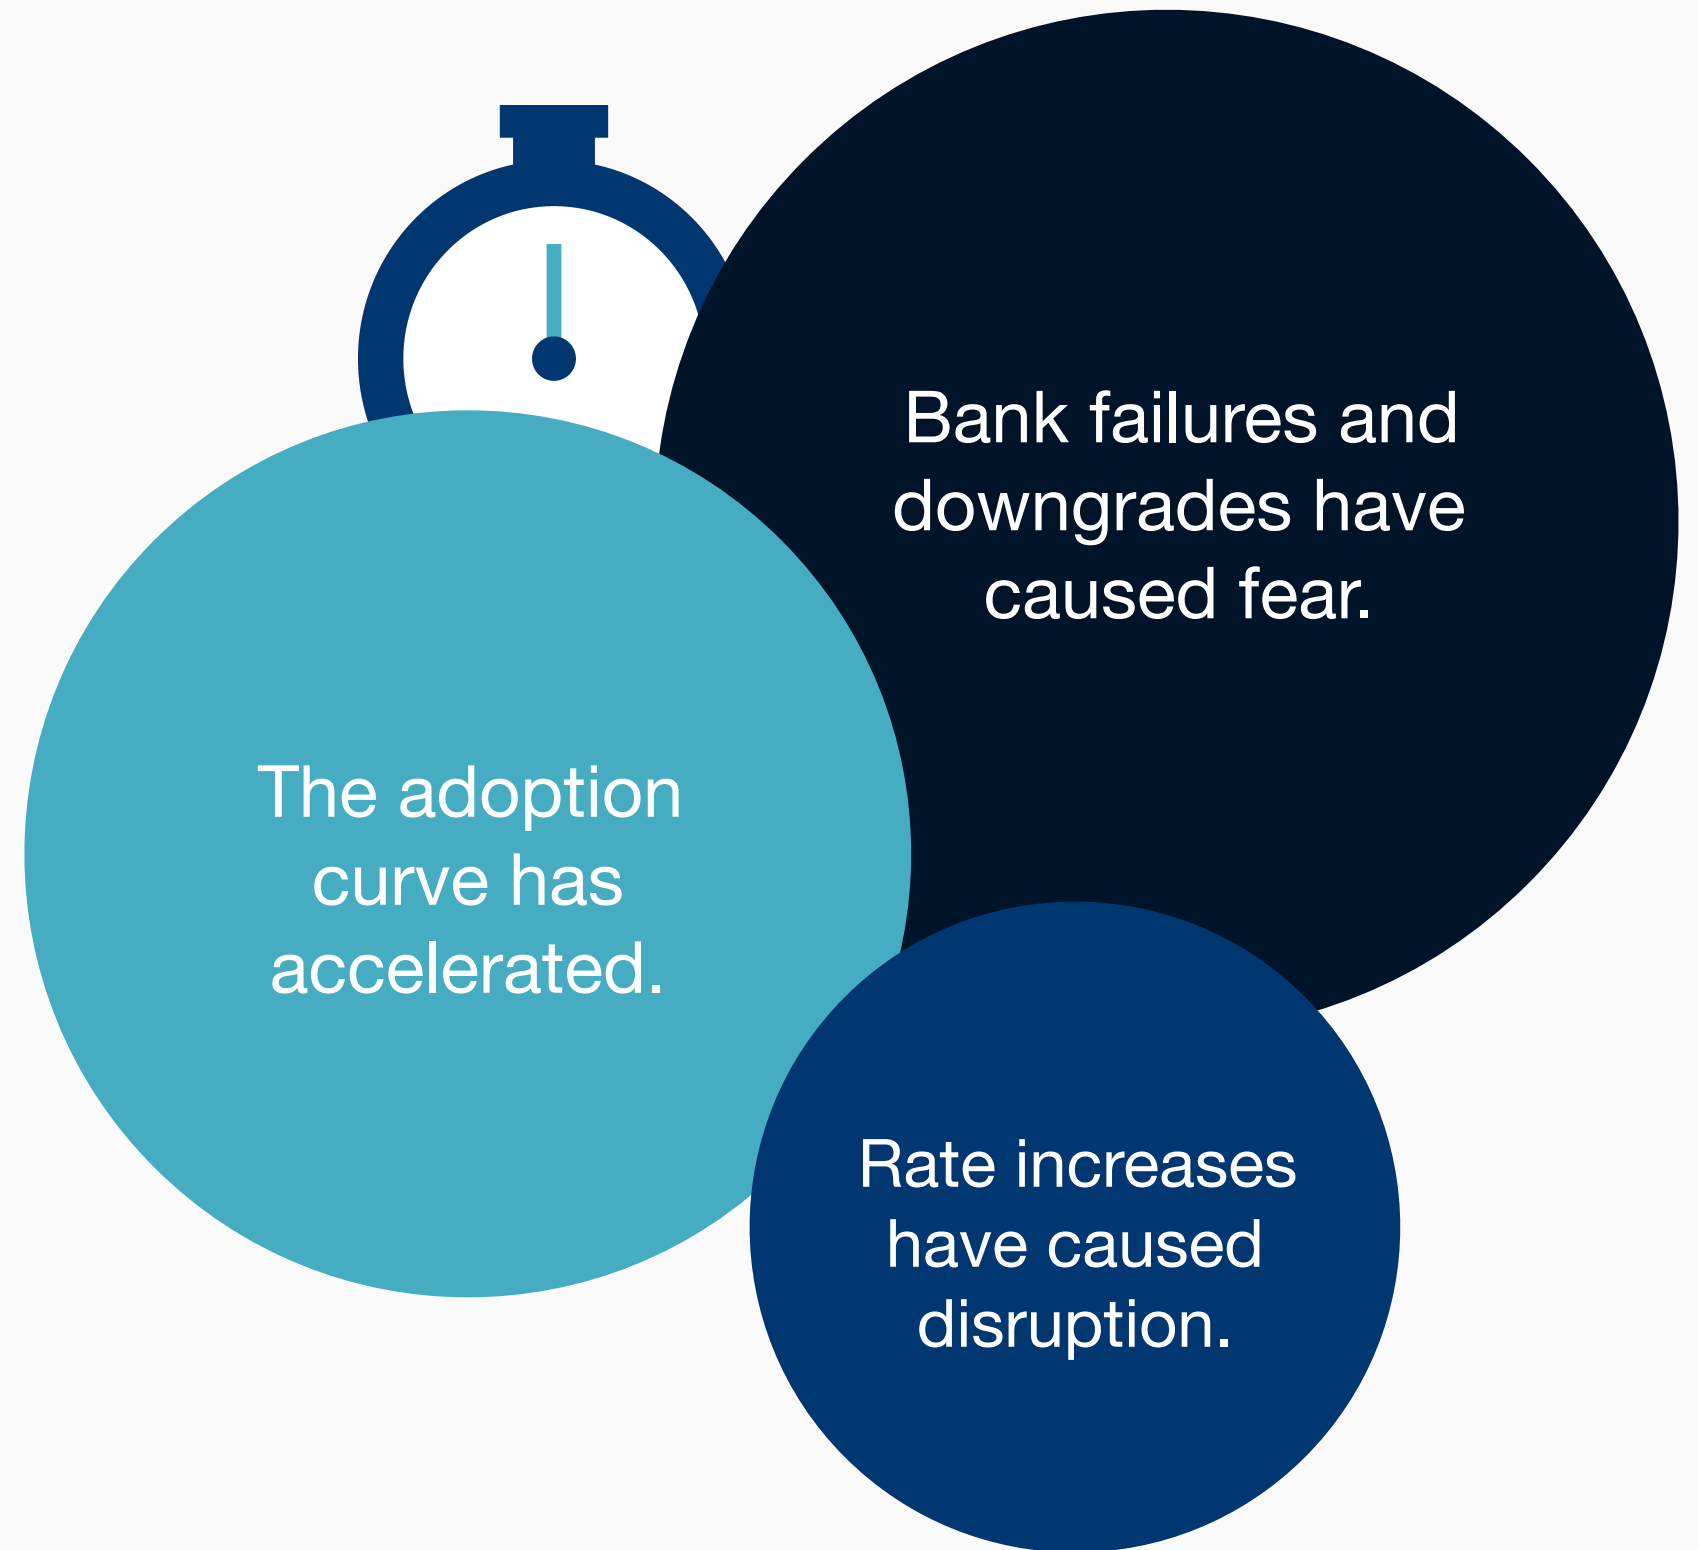 Bank failures and
downgrades have
caused fear.
The adoption
curve has
accelerated.
Rate increases
have caused
disruption.